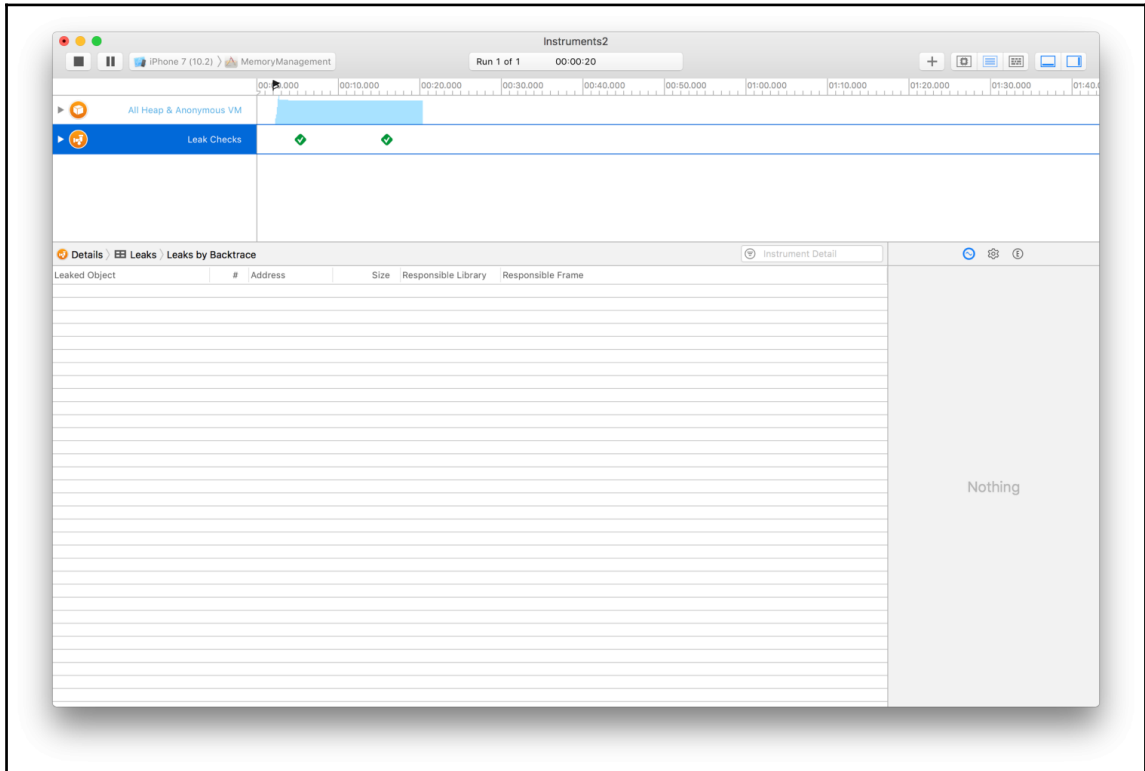 Instruments2
iPhone 7 (10.2) 〉 MemoryManagement
Run 1 of 1 00:00:20
00:10.000 00:20.000 00:30.000 00:40.000 00:50.000 01:00.000 01:10.000 01:20.000 01:30.000
All Heap & Anonymous VM
Leak Checks
Details 〉 Leaks 〉 Leaks by Backtrace
Instrument Detail
E
Leaked Object # Address Size Responsible Library Responsible Frame
Nothing